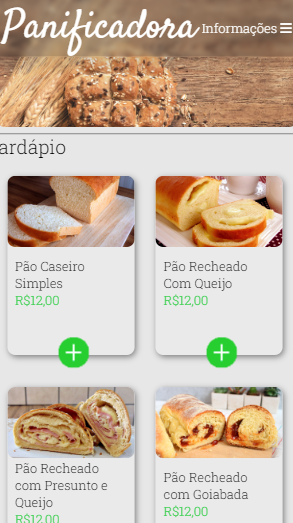 Panificadora
Informações
ardápio
Pão Caseiro
Simples
R$12,00
Pão Recheado
Com Queijo
R$12,00
Pão Recheado
com Presunto e
Queijo
R$12,00
Pão Recheado
com Goiabada
R$12,00